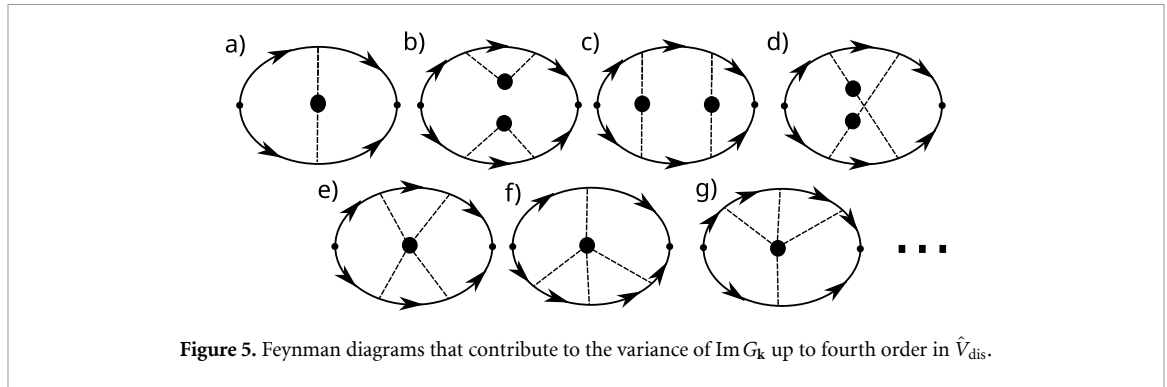 a) b) c) d)
e) f) g) ...
Figure 5. Feynman diagrams that contribute to the variance of Im G_k up to fourth order in V̂_dis.